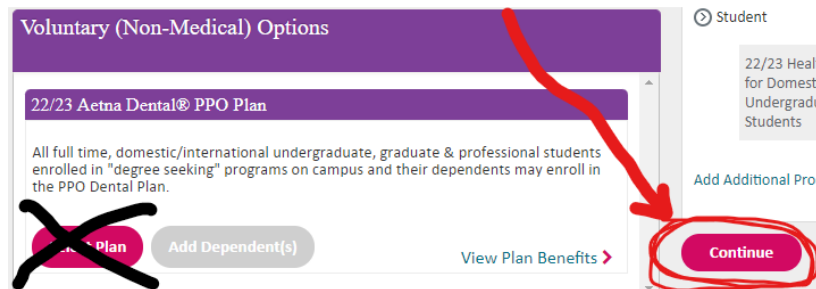 Voluntary (Non-Medical) Options
22/23 Aetna Dental® PPO Plan
All full time, domestic/international undergraduate, graduate & professional students
enrolled in "degree seeking" programs on campus and their dependents may enroll in
the PPO Dental Plan.
Plan
Add Dependent(s)
View Plan Benefits
Student
22/23 Heal
for Domest
Undergradu
Students
Add Additional Pro
Continue